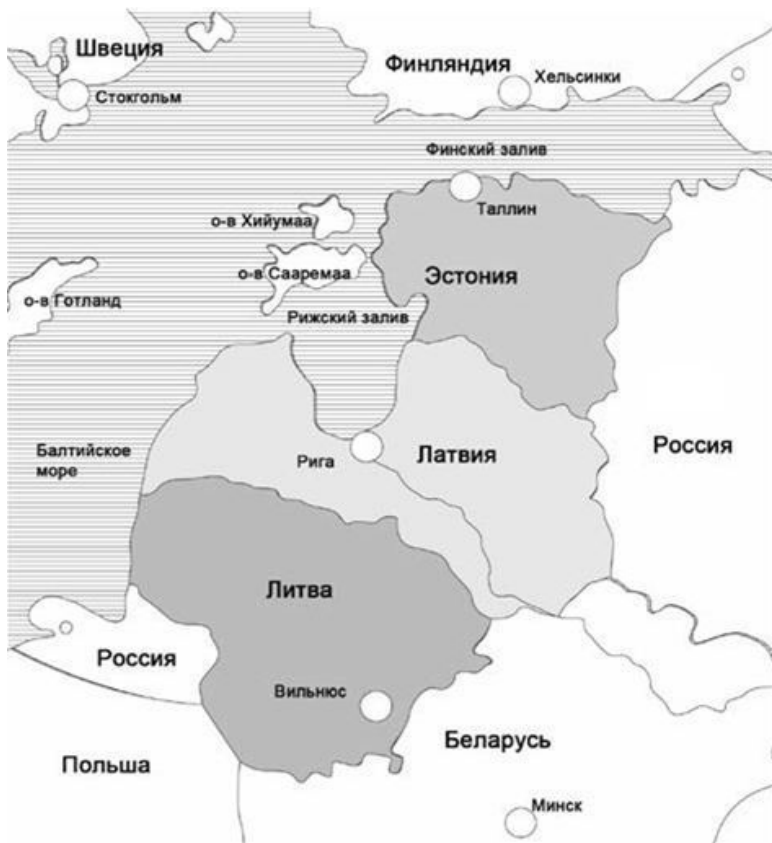 Швеция
Финляндия
Хельсинки
Стокгольм
Финский залив
Таллин
о-в Хийумаа
о-в Сааремаа
Эстония
о-в Готланд
Рижский залив
Балтийское
море
Рига
Латвия
Россия
Литва
Россия
Вильнюс
Беларусь
Польша
Минск